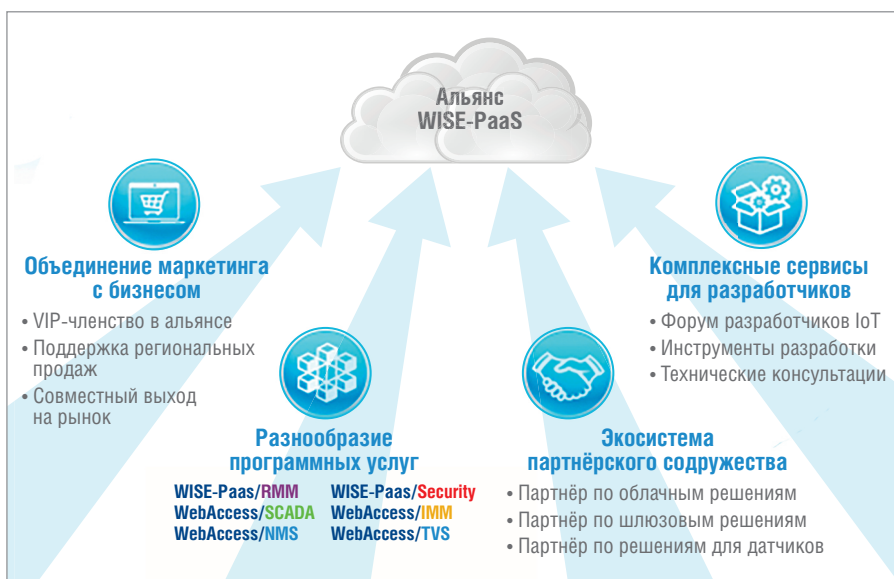 Альянс
WISE-PaaS
Объединение маркетинга
с бизнесом
• VIP-членство в альянсе
• Поддержка региональных
продаж
• Совместный выход
на рынок
Комплексные сервисы
для разработчиков
• Форум разработчиков IoT
• Инструменты разработки
• Технические консультации
Разнообразие
программных услуг
WISE-Paas/RMM WISE-Paas/Security
WebAccess/SCADA WebAccess/IMM
WebAccess/NMS WebAccess/TVS
Экосистема
партнёрского содружества
• Партнёр по облачным решениям
• Партнёр по шлюзовым решениям
• Партнёр по решениям для датчиков